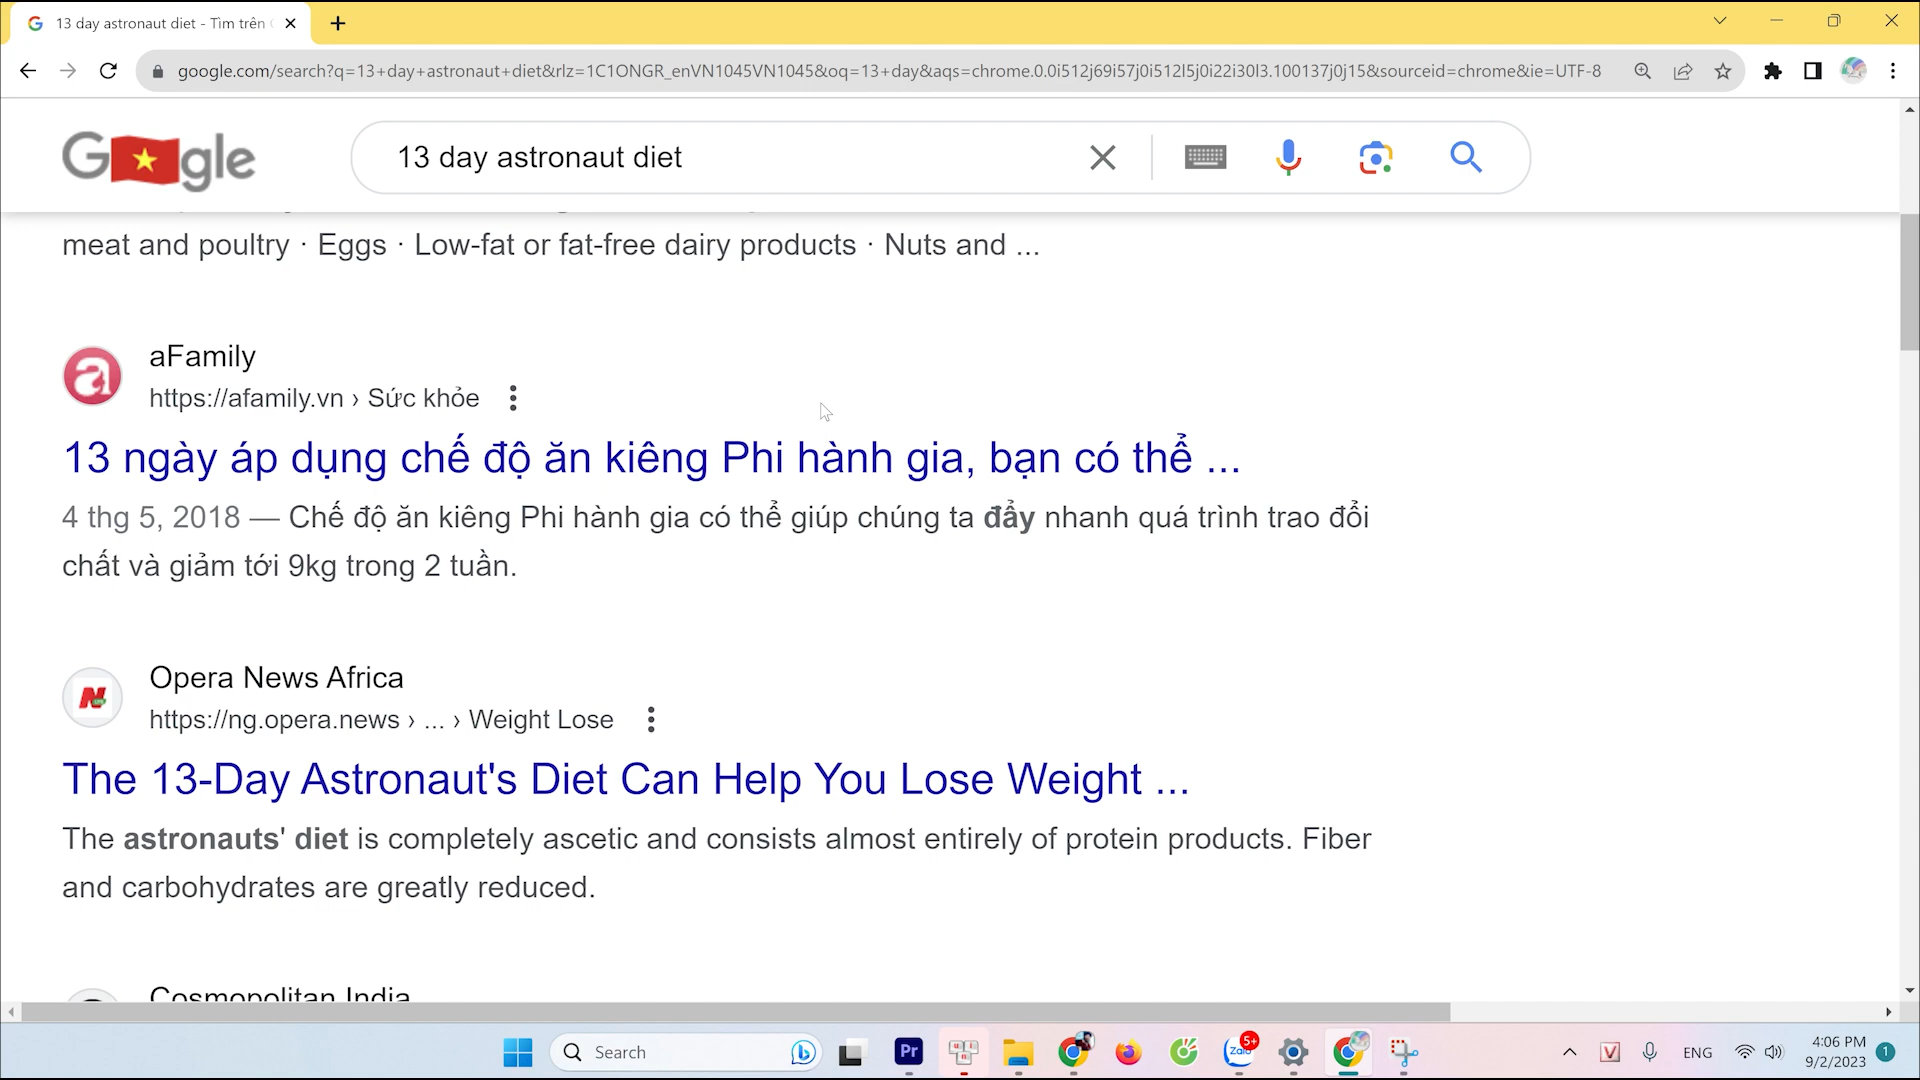 13 day astronaut diet - Tìm trên
google.com/search?q=13+day+astronaut+diet&rlz=1C1ONGR_enVN1045VN1045&oq=13+day&aqs=chrome.0.0i512j69i57j0i512l5j0i22i30l3.100137j0j15&sourceid=chrome&ie=UTF-8
Google
13 day astronaut diet
meat and poultry · Eggs · Low-fat or fat-free dairy products · Nuts and ...
aFamily
https://afamily.vn › Sức khỏe
13 ngày áp dụng chế độ ăn kiêng Phi hành gia, bạn có thể ...
4 thg 5, 2018 — Chế độ ăn kiêng Phi hành gia có thể giúp chúng ta đẩy nhanh quá trình trao đổi
chất và giảm tới 9kg trong 2 tuần.
Opera News Africa
https://ng.opera.news › ... › Weight Lose
The 13-Day Astronaut's Diet Can Help You Lose Weight ...
The astronauts' diet is completely ascetic and consists almost entirely of protein products. Fiber
and carbohydrates are greatly reduced.
Cosmopolitan India
Search
Pr
Zalo
5+
V
ENG
4:06 PM
9/2/2023
1